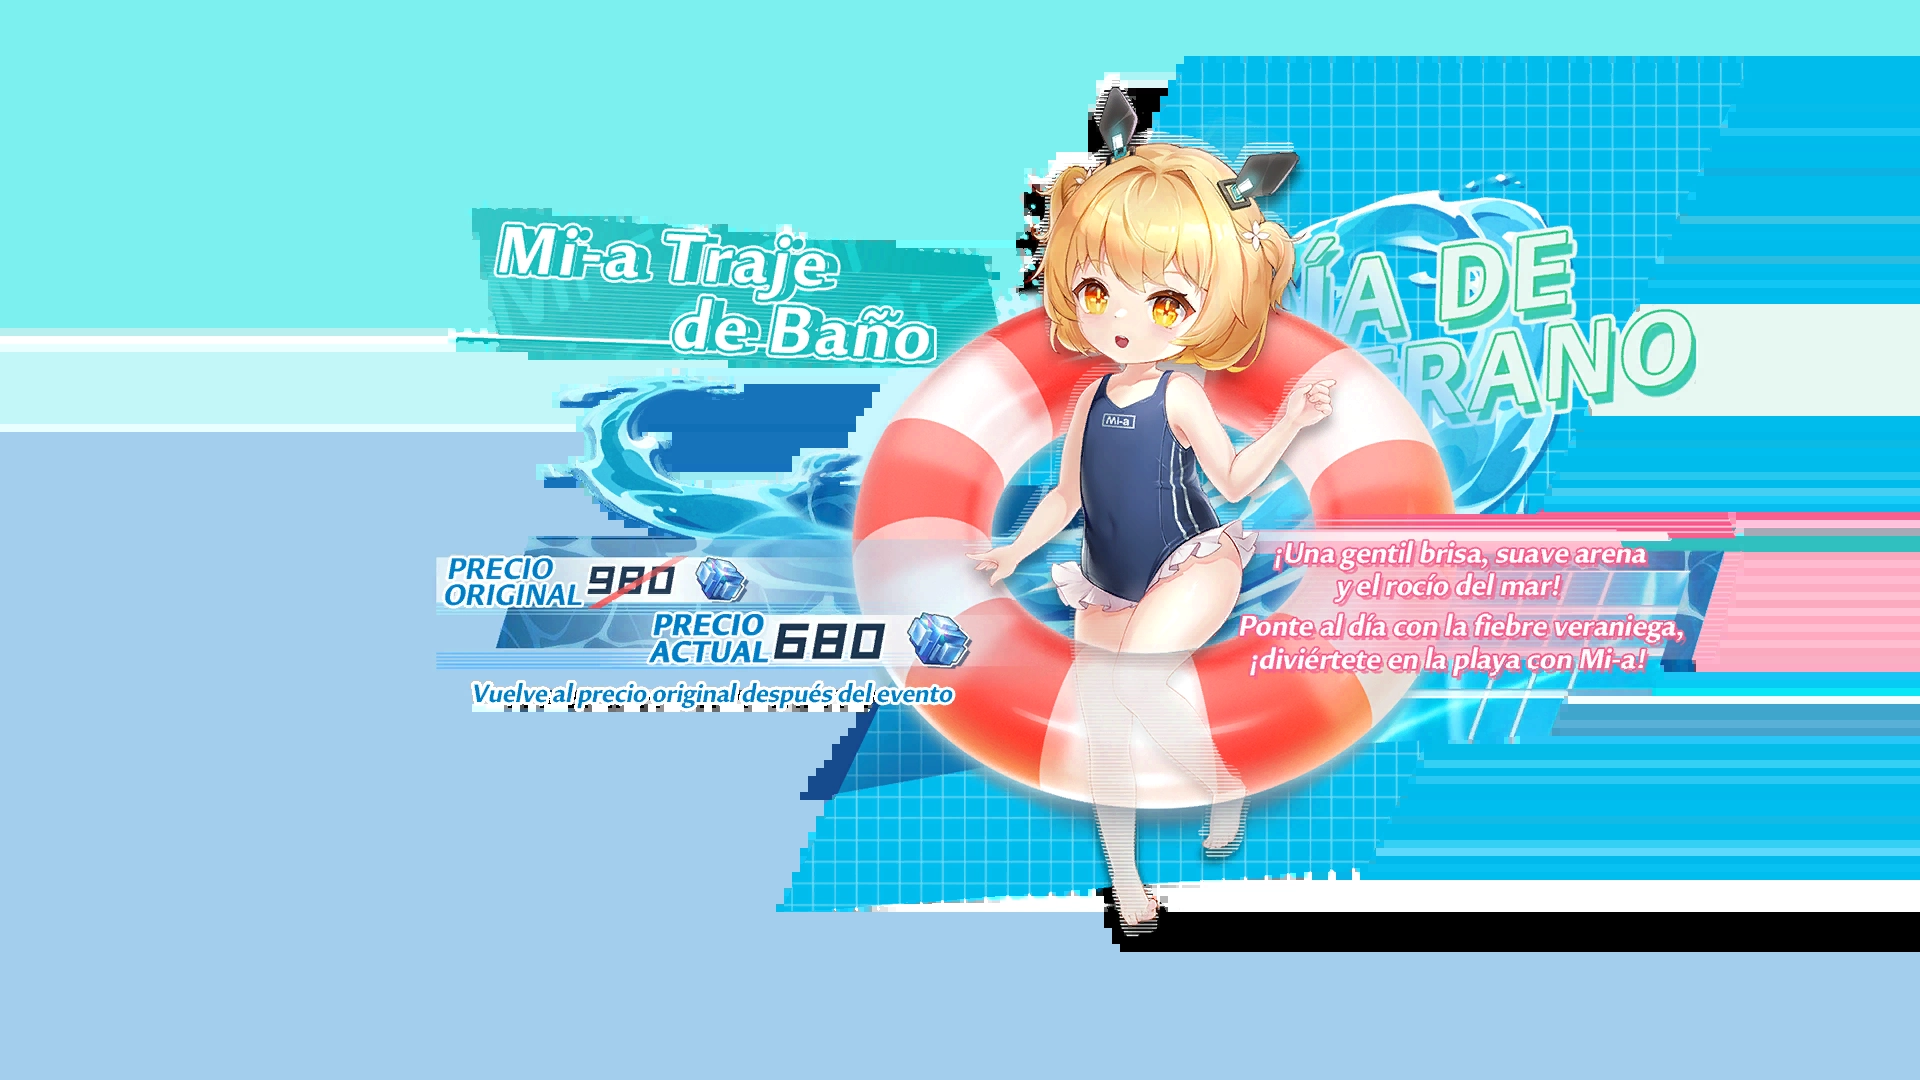 Mi-a Traje
de Baño
ÍA DE
ERANO
Mi-a
PRECIO
ORIGINAL 980
PRECIO
ACTUAL 680
Vuelve al precio original después del evento
¡Una gentil brisa, suave arena
y el rocío del mar!
Ponte al día con la fiebre veraniega,
¡diviértete en la playa con Mi-a!